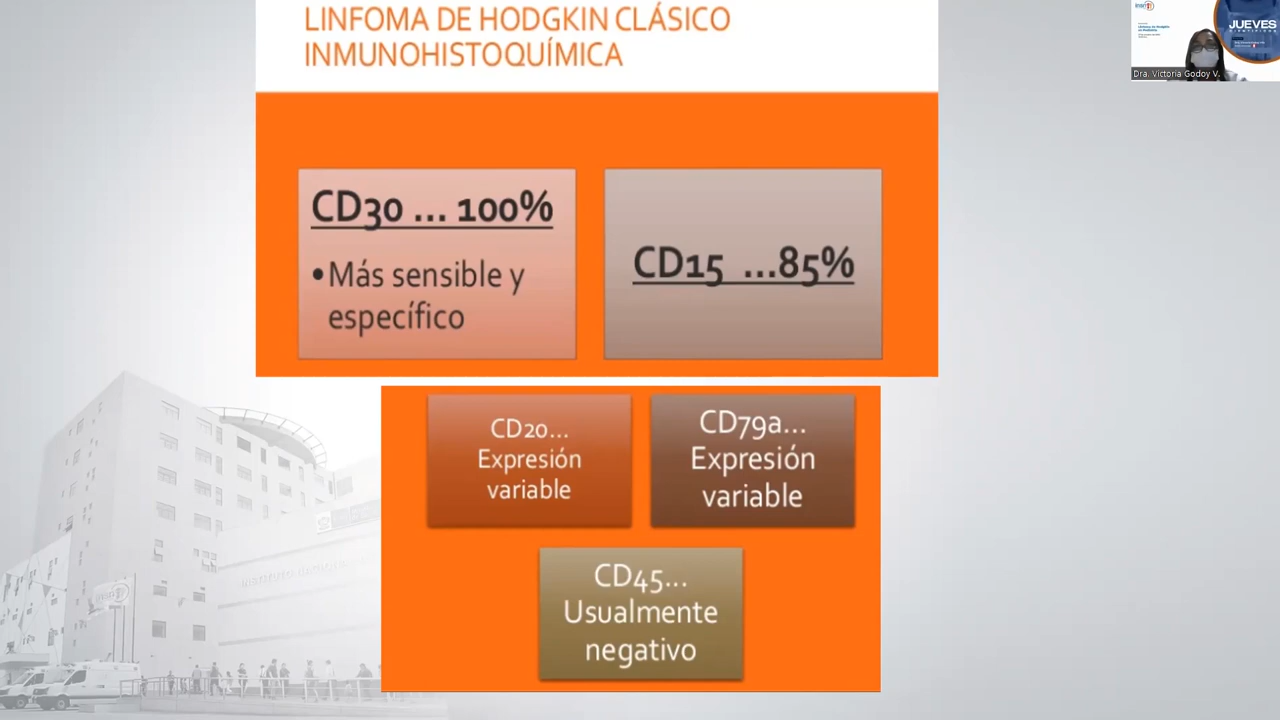 LINFOMA DE HODGKIN CLÁSICO
INMUNOHISTOQUÍMICA
CD30 ... 100%
•Más sensible y
específico
CD15 ...85%
CD20...
Expresión
variable
CD79a...
Expresión
variable
CD45...
Usualmente
negativo
JUEVES
CIENTÍFICOS
Dra. Victoria Godoy V.